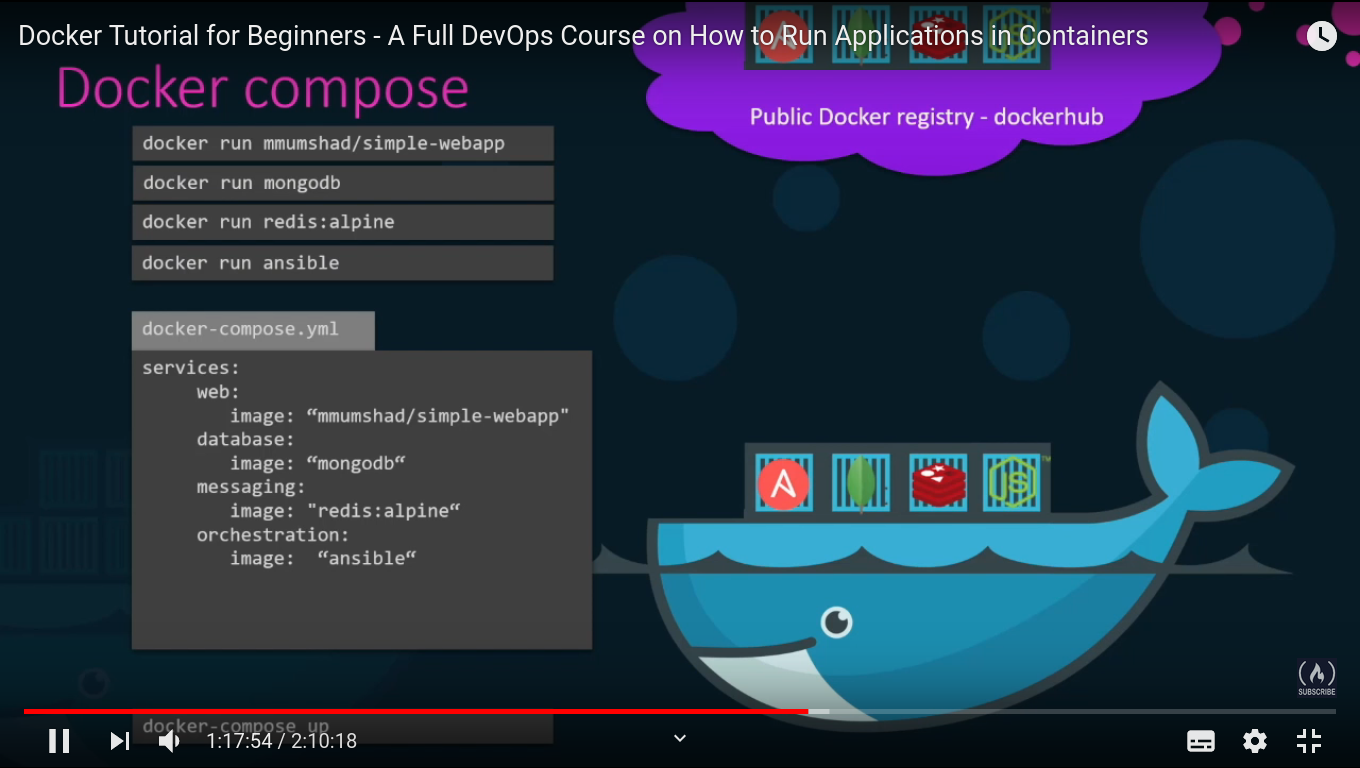 Docker Tutorial for Beginners - A Full DevOps Course on How to Run Applications in Containers
Docker compose
Public Docker registry - dockerhub
docker run mmumshad/simple-webapp
docker run mongodb
docker run redis:alpine
docker run ansible
docker-compose.yml
services:
web:
image: “mmumshad/simple-webapp"
database:
image: “mongodb“
messaging:
image: "redis:alpine“
orchestration:
image: “ansible“
JS
TM
SUBSCRIBE
docker-compose up
1:17:54 / 2:10:18